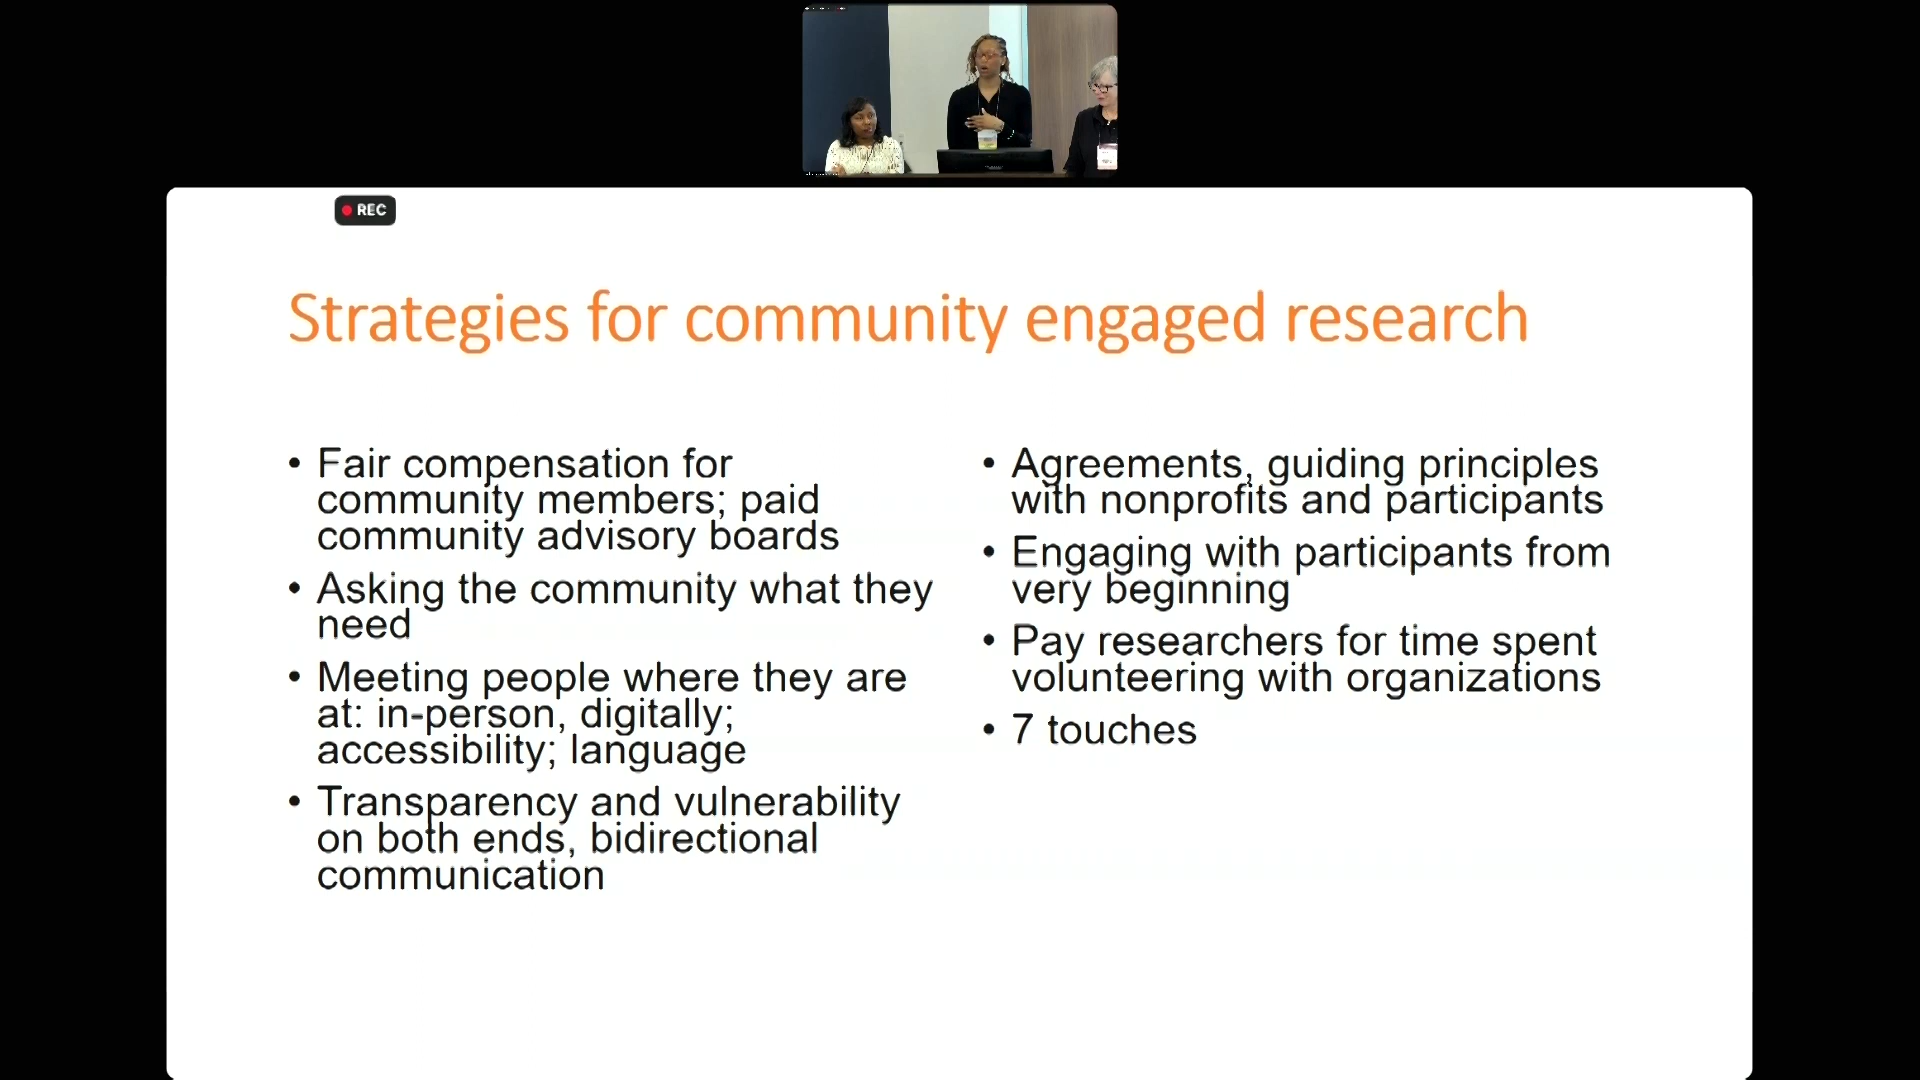 REC
Strategies for community engaged research
• Fair compensation for
community members; paid
community advisory boards
• Asking the community what they
need
• Meeting people where they are
at: in-person, digitally;
accessibility; language
• Transparency and vulnerability
on both ends, bidirectional
communication
• Agreements, guiding principles
with nonprofits and participants
• Engaging with participants from
very beginning
• Pay researchers for time spent
volunteering with organizations
• 7 touches